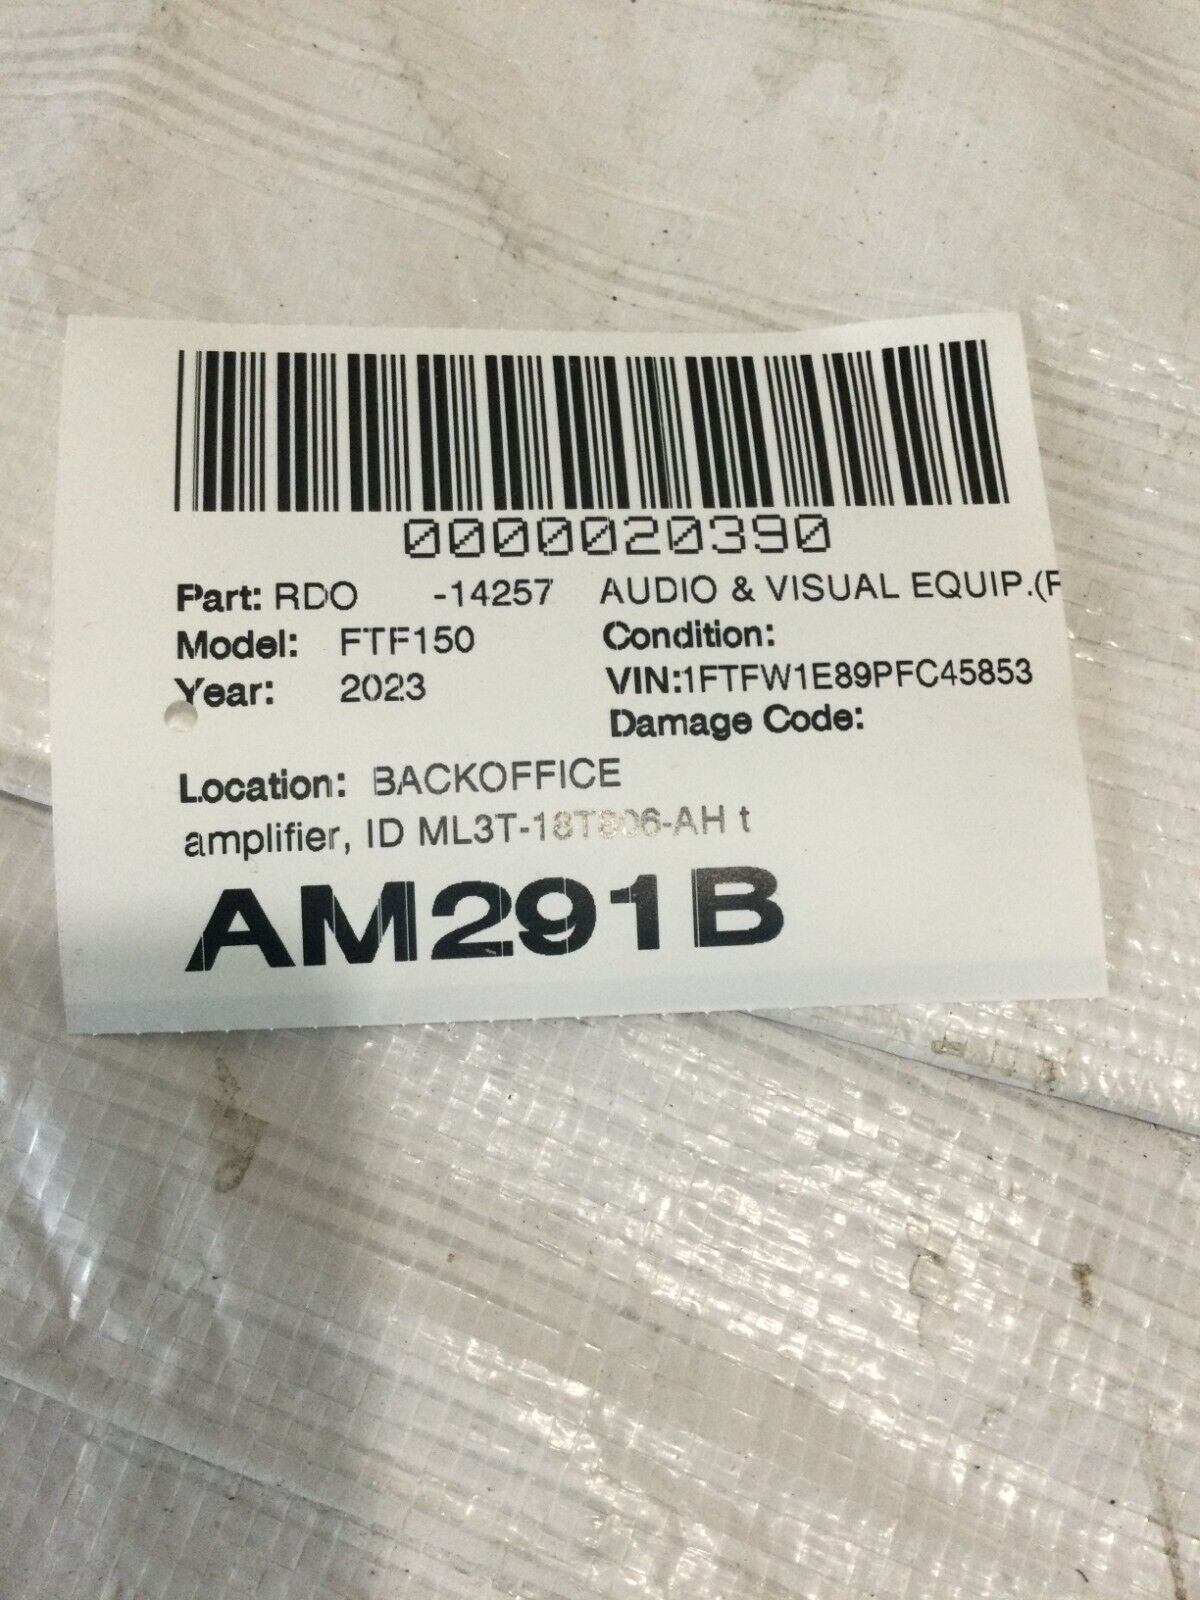 0000020390
Part: RDO -14257 AUDIO & VISUAL EQUIP.(F
Model: FTF150 Condition:
Year: 2023 VIN:1FTFW1E89PFC45853
Damage Code:
Location: BACKOFFICE
amplifier, ID ML3T-18T806-AH t
AM291B